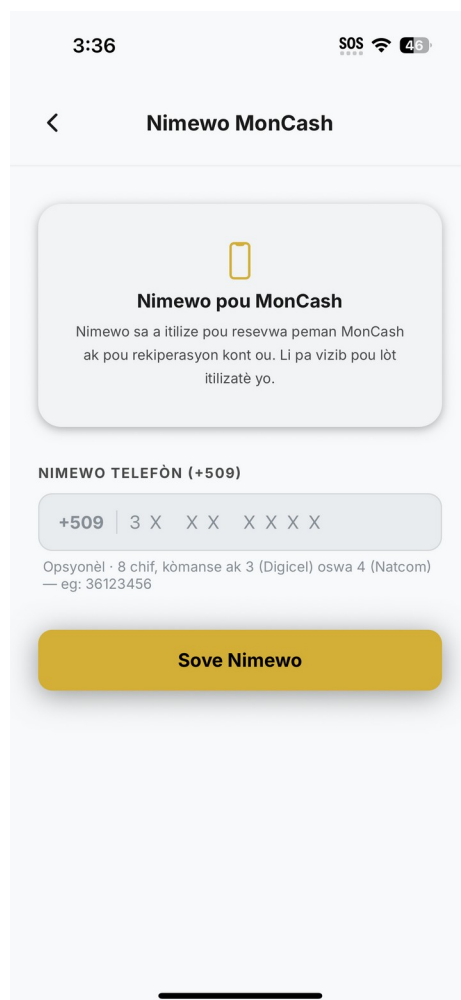 3:36
SOS
46
Nimewo MonCash
Nimewo pou MonCash
Nimewo sa a itilize pou resevwa peman MonCash
ak pou rekiperasyon kont ou. Li pa vizib pou lòt
itilizatè yo.
NIMEWO TELEFÒN (+509)
+509 3X XX XXXX
Opsyonèl · 8 chif, kòmanse ak 3 (Digicel) oswa 4 (Natcom)
— eg: 36123456
Sove Nimewo